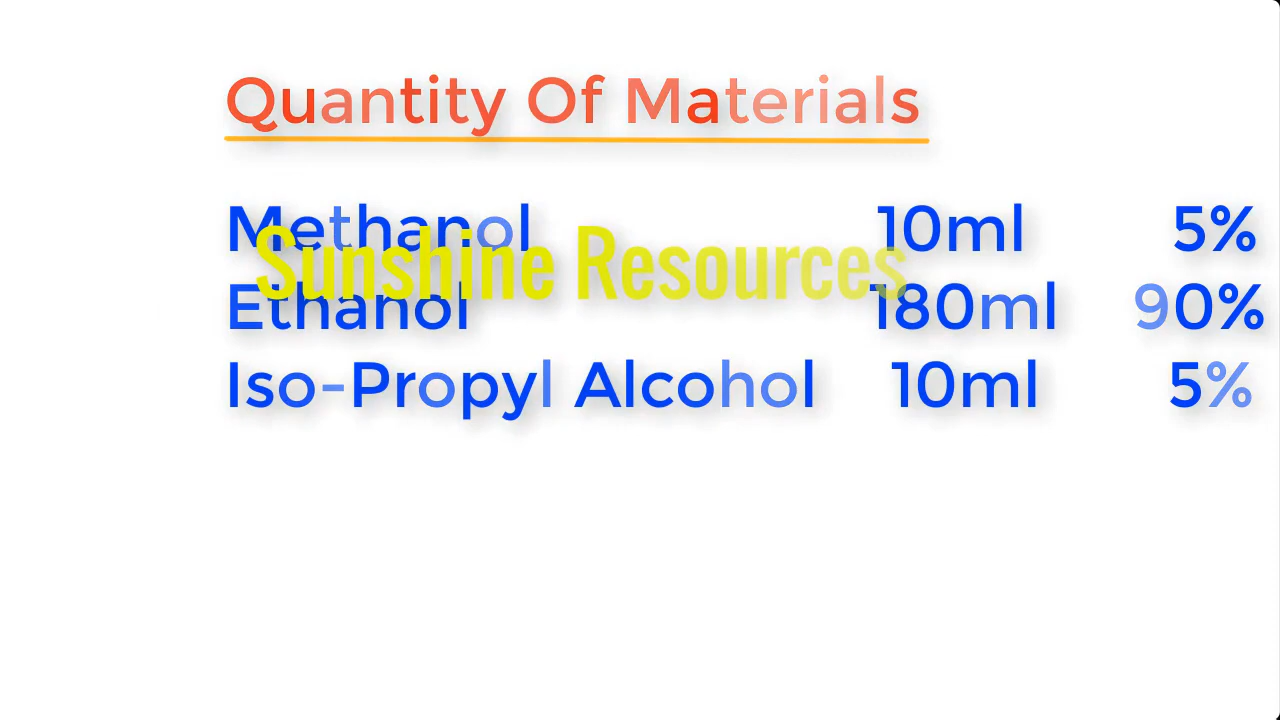 Quantity Of Materials
Methanol 10ml 5%
Sunshine Resources
Ethanol 180ml 90%
Iso-Propyl Alcohol 10ml 5%